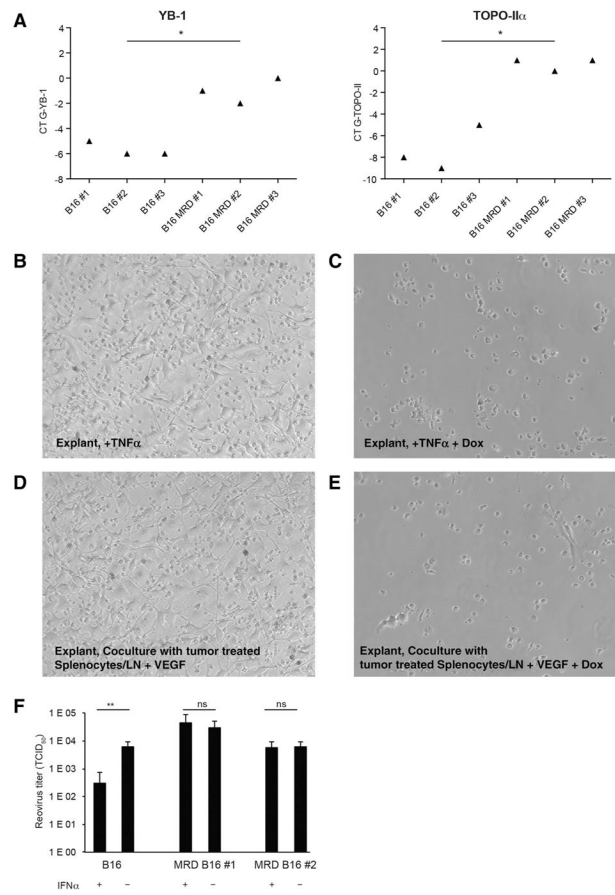 A
YB-1
CT G-YB-1
2
0
-2
-4
-6
-8
*
B16 #1
B16 #2
B16 #3
B16 MRD #1
B16 MRD #2
B16 MRD #3
TOPO-IIα
CT G-TOPO-II
4
2
0
-2
-4
-6
-8
-10
*
B16 #1
B16 #2
B16 #3
B16 MRD #1
B16 MRD #2
B16 MRD #3
B
Explant, +TNFα
C
Explant, +TNFα + Dox
D
Explant, Coculture with tumor treated
Splenocytes/LN + VEGF
E
Explant, Coculture with
tumor treated Splenocytes/LN + VEGF + Dox
F
Reovirus titer (TCID50)
1 E 05
1 E 04
1 E 03
1 E 02
1 E 01
1 E 00
**
ns
ns
B16
MRD B16 #1
MRD B16 #2
IFNα
+ − + − + −